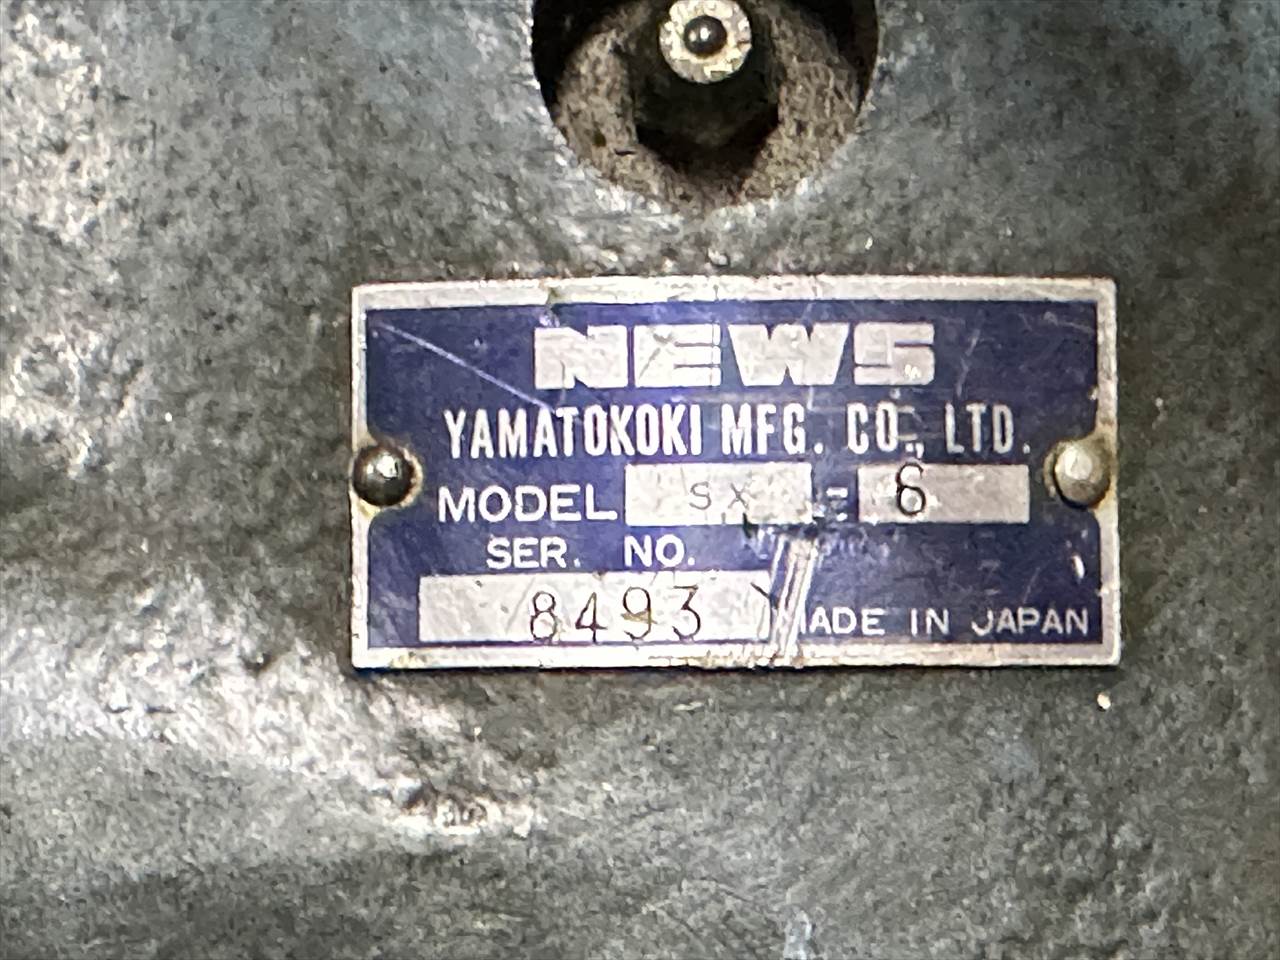 NEWS
YAMATOKOKI MFG. CO., LTD.
MODEL SX - 6
SER. NO.
8493 MADE IN JAPAN